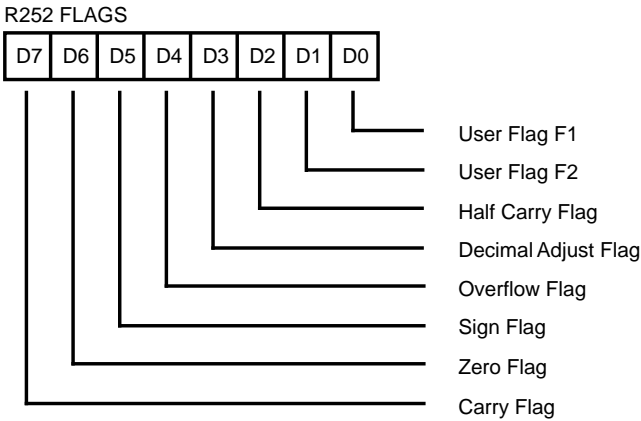 R252 FLAGS
D7 D6 D5 D4 D3 D2 D1 D0
User Flag F1
User Flag F2
Half Carry Flag
Decimal Adjust Flag
Overflow Flag
Sign Flag
Zero Flag
Carry Flag